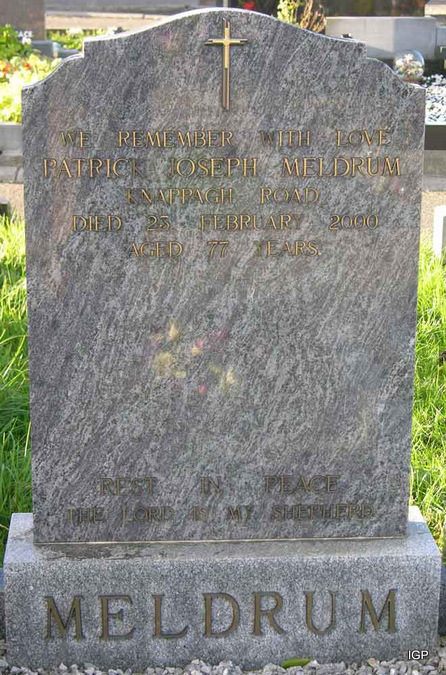 WE REMEMBER WITH LOVE
PATRICK JOSEPH MELDRUM
KNAPPAGH ROAD
DIED 23 FEBRUARY 2000
AGED 77 YEARS.
REST IN PEACE
THE LORD IS MY SHEPHERD
MELDRUM
IGP